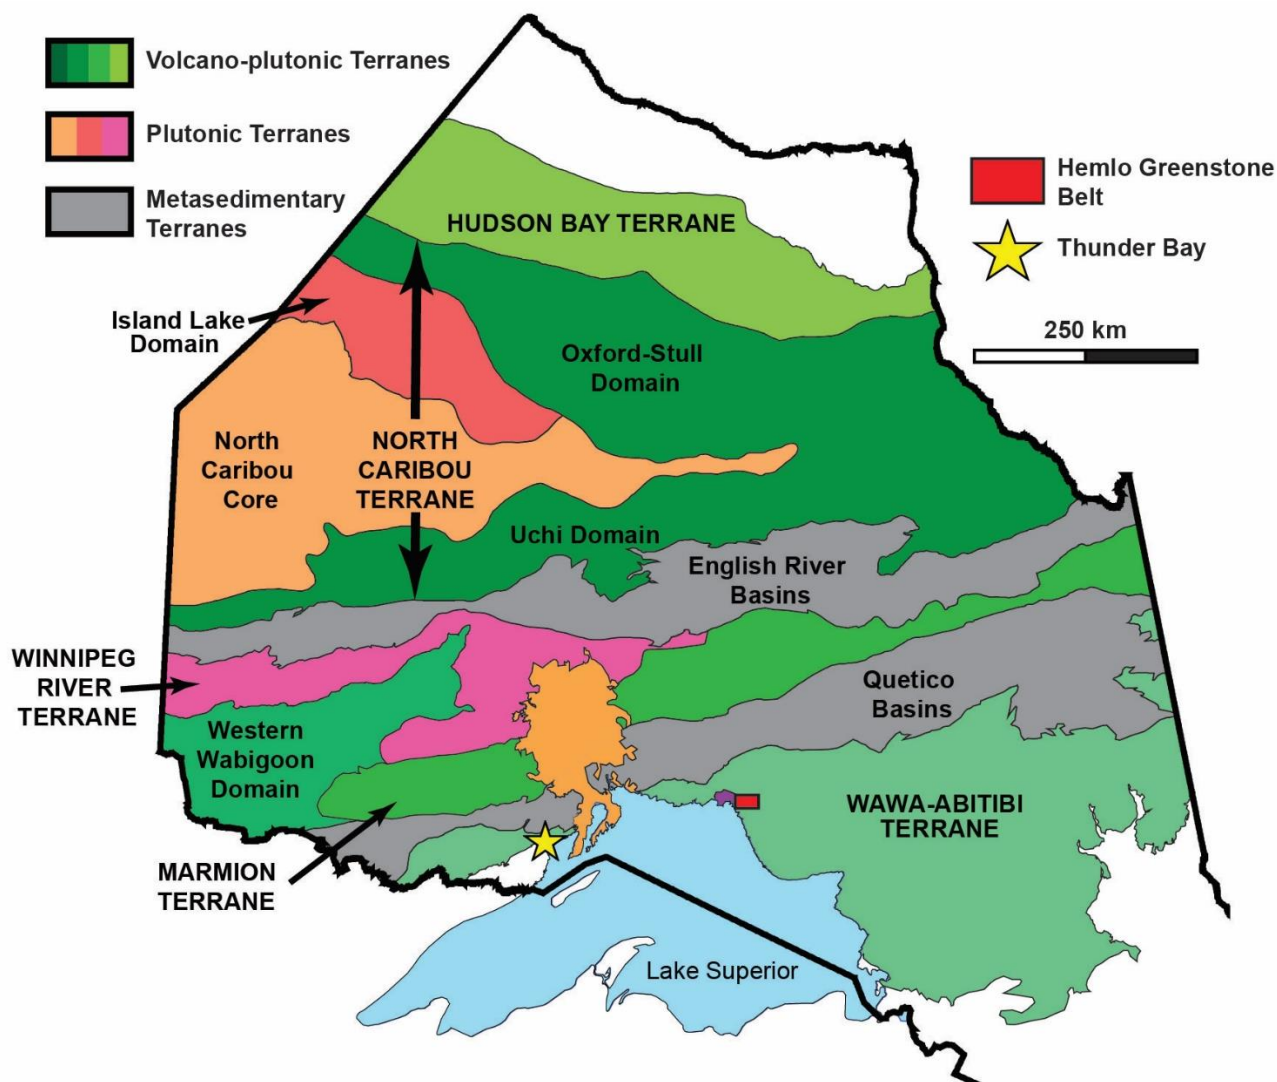 Volcano-plutonic Terranes
Plutonic Terranes
Metasedimentary
Terranes
Hemlo Greenstone
Belt
Thunder Bay
250 km
HUDSON BAY TERRANE
Island Lake
Domain
Oxford-Stull
Domain
North
Caribou
Core
NORTH
CARIBOU
TERRANE
Uchi Domain
English River
Basins
WINNIPEG
RIVER
TERRANE
Quetico
Basins
Western
Wabigoon
Domain
WAWA-ABITIBI
TERRANE
MARMION
TERRANE
Lake Superior